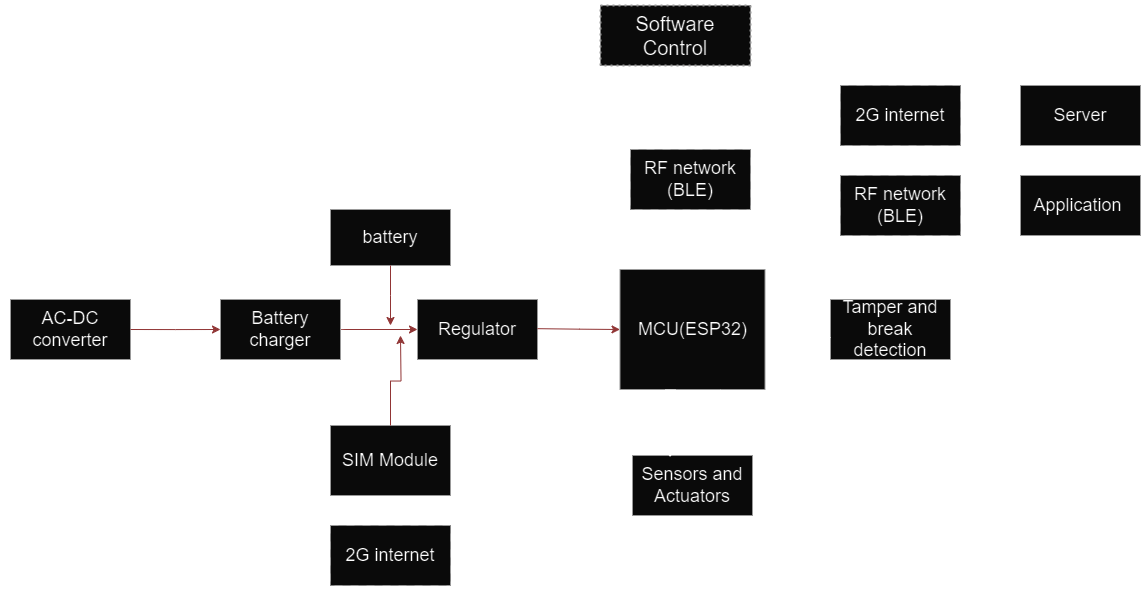 Software
Control
2G internet
Server
RF network
(BLE)
RF network
(BLE)
Application
battery
AC-DC
converter
Battery
charger
Regulator
MCU(ESP32)
Tamper and
break
detection
SIM Module
Sensors and
Actuators
2G internet